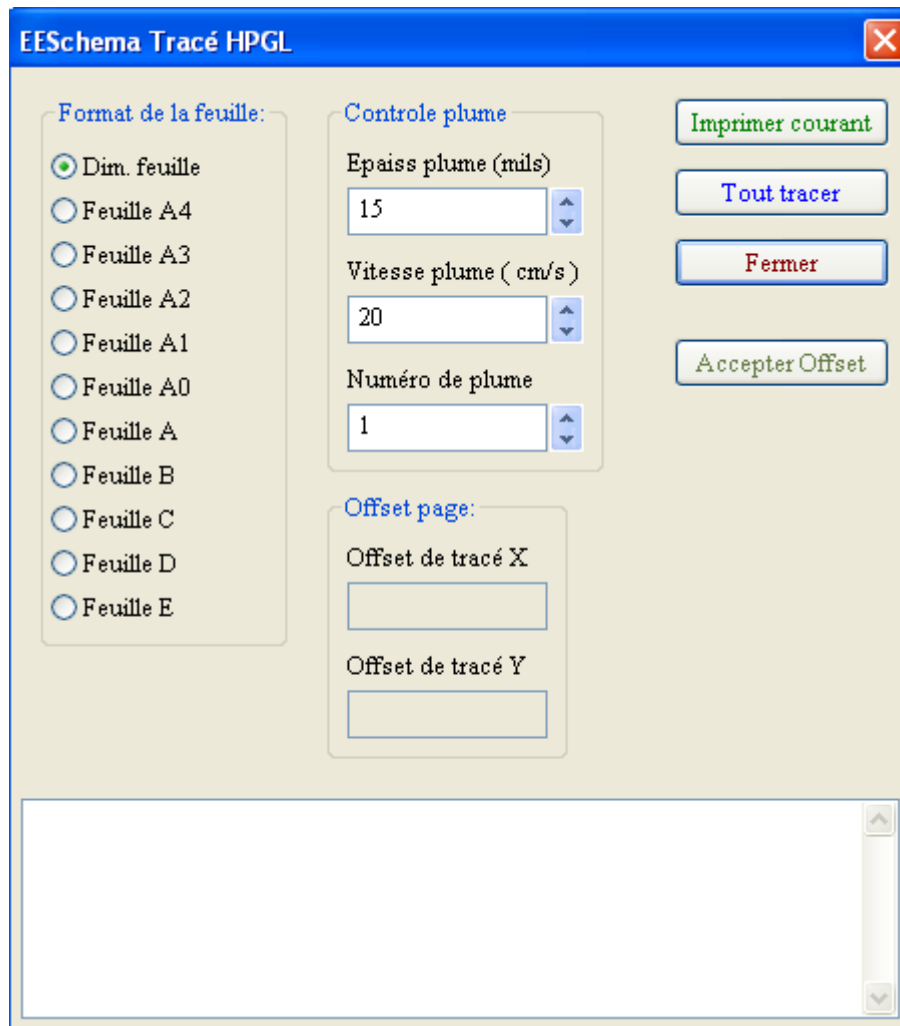 EESchema Tracé HPGL
Format de la feuille:
Dim. feuille
Feuille A4
Feuille A3
Feuille A2
Feuille A1
Feuille A0
Feuille A
Feuille B
Feuille C
Feuille D
Feuille E
Controle plume
Epaiss plume (mils)
15
Vitesse plume ( cm/s )
20
Numéro de plume
1
Offset page:
Offset de tracé X
Offset de tracé Y
Imprimer courant
Tout tracer
Fermer
Accepter Offset